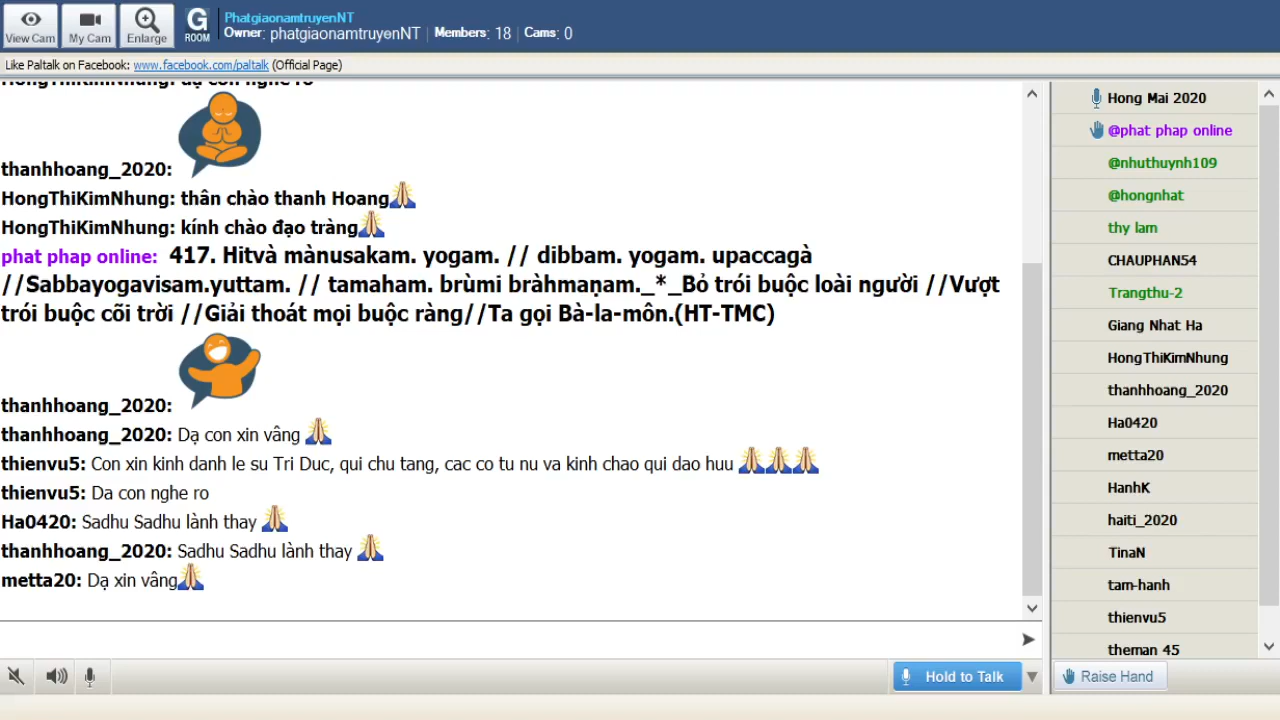 View Cam
My Cam
Enlarge
G
ROOM
PhatgiaonamtruyenNT
Owner: phatgiaonamtruyenNT | Members: 18 | Cams: 0
Like Paltalk on Facebook: www.facebook.com/paltalk (Official Page)
HongThiKimNhung: dạ con nghe rõ
thanhhoang_2020:
HongThiKimNhung: thân chào thanh Hoang🙏
HongThiKimNhung: kính chào đạo tràng🙏
phat phap online: 417. Hitvà mànusakam. yogam. // dibbam. yogam. upaccagà
//Sabbayogavisam.yuttam. // tamaham. brùmi bràhmaṇam._*_Bỏ trói buộc loài người //Vượt
trói buộc cõi trời //Giải thoát mọi buộc ràng//Ta gọi Bà-la-môn.(HT-TMC)
thanhhoang_2020:
thanhhoang_2020: Dạ con xin vâng 🙏
thienvu5: Con xin kinh danh le su Tri Duc, qui chu tang, cac co tu nu va kinh chao qui dao huu 🙏🙏🙏
thienvu5: Da con nghe ro
Ha0420: Sadhu Sadhu lành thay 🙏
thanhhoang_2020: Sadhu Sadhu lành thay 🙏
metta20: Dạ xin vâng🙏
Hold to Talk
Hong Mai 2020
@phat phap online
@nhuthuynh109
@hongnhat
thy lam
CHAUPHAN54
Trangthu-2
Giang Nhat Ha
HongThiKimNhung
thanhhoang_2020
Ha0420
metta20
HanhK
haiti_2020
TinaN
tam-hanh
thienvu5
theman 45
Raise Hand